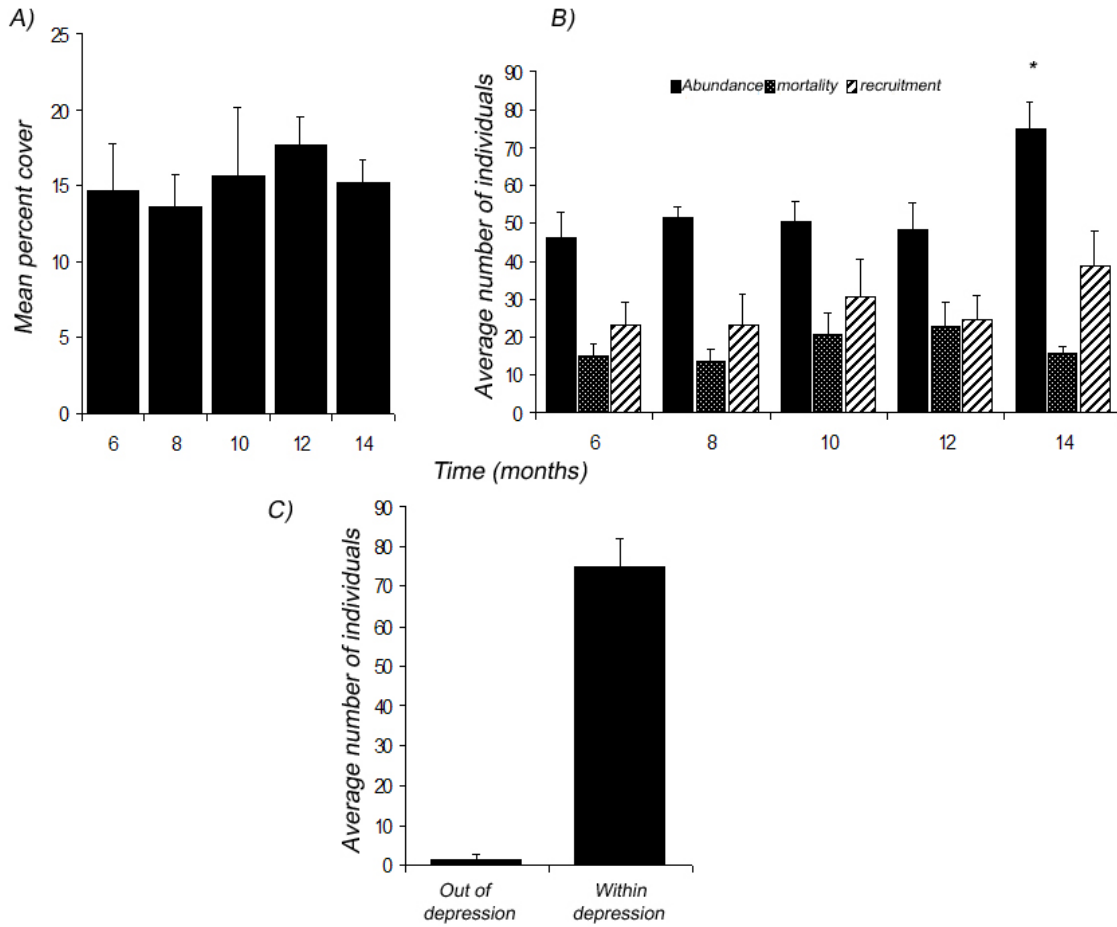 A)
Mean percent cover
25
20
15
10
5
0
6 8 10 12 14
B)
Average number of individuals
90
80
70
60
50
40
30
20
10
0
Abundance mortality recruitment
*
6 8 10 12 14
Time (months)
C)
Average number of individuals
90
80
70
60
50
40
30
20
10
0
Out of
depression
Within
depression